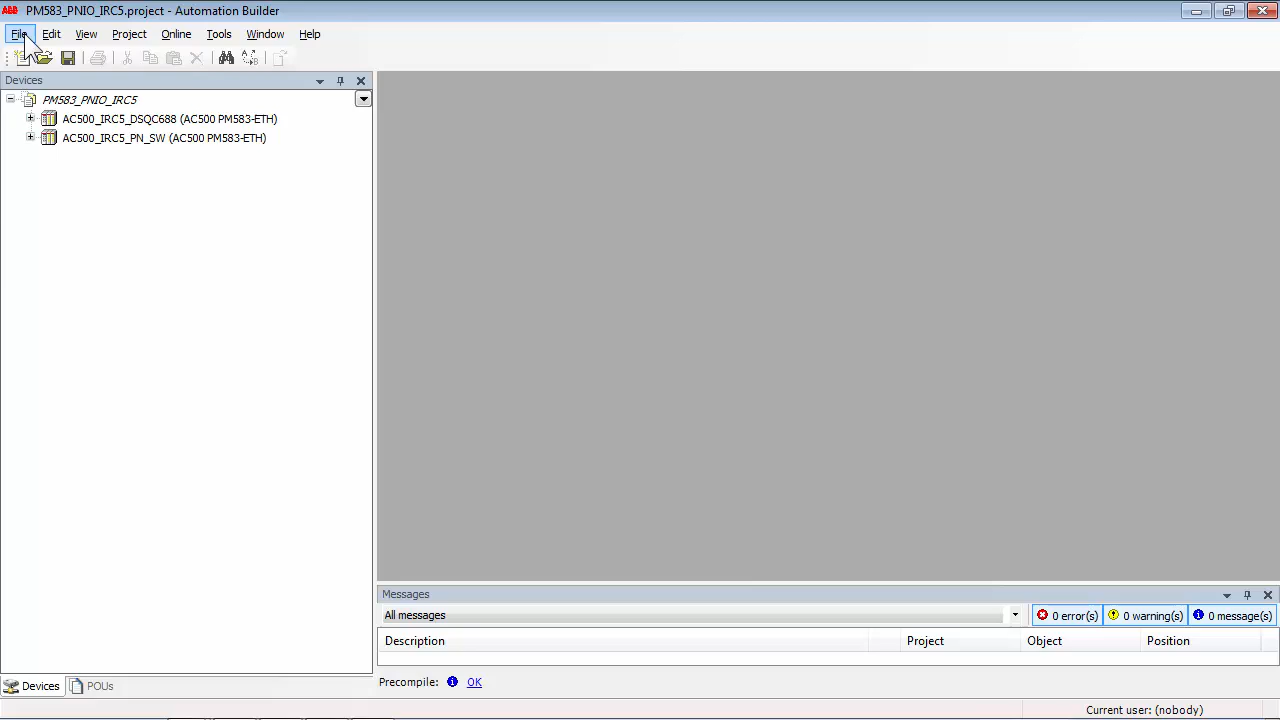 ABB PM583_PNIO_IRC5.project - Automation Builder
File Edit View Project Online Tools Window Help
Devices
PM583_PNIO_IRC5
AC500_IRC5_DSQC688 (AC500 PM583-ETH)
AC500_IRC5_PN_SW (AC500 PM583-ETH)
Messages
All messages 0 error(s) 0 warning(s) 0 message(s)
Description Project Object Position
Precompile: OK
Devices POUs
Current user: (nobody)